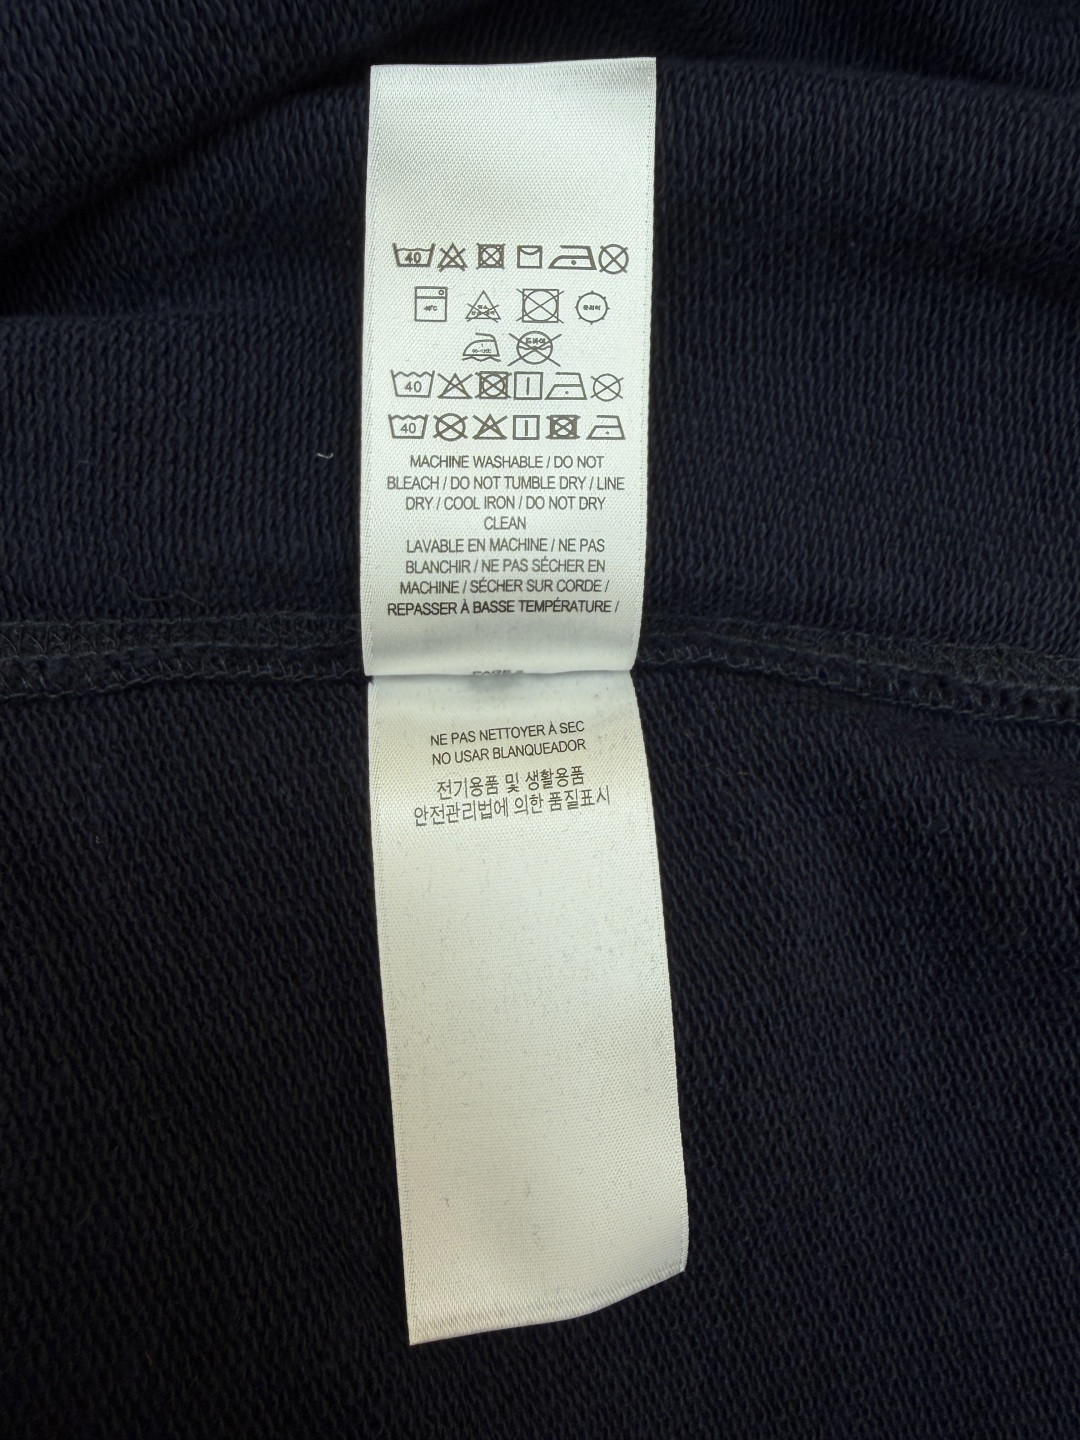 40
40
40
MACHINE WASHABLE / DO NOT
BLEACH / DO NOT TUMBLE DRY / LINE
DRY / COOL IRON / DO NOT DRY
CLEAN
LAVABLE EN MACHINE / NE PAS
BLANCHIR / NE PAS SÉCHER EN
MACHINE / SÉCHER SUR CORDE /
REPASSER À BASSE TEMPÉRATURE /
NE PAS NETTOYER À SEC
NO USAR BLANQUEADOR
전기용품 및 생활용품
안전관리법에 의한 품질표시